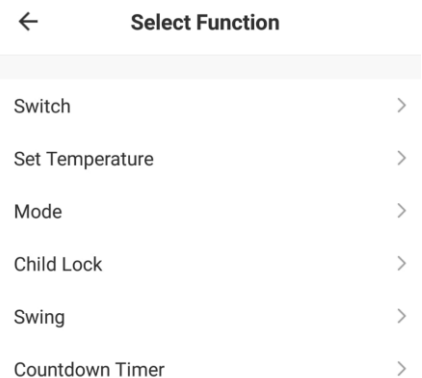 Select Function
Switch
Set Temperature
Mode
Child Lock
Swing
Countdown Timer